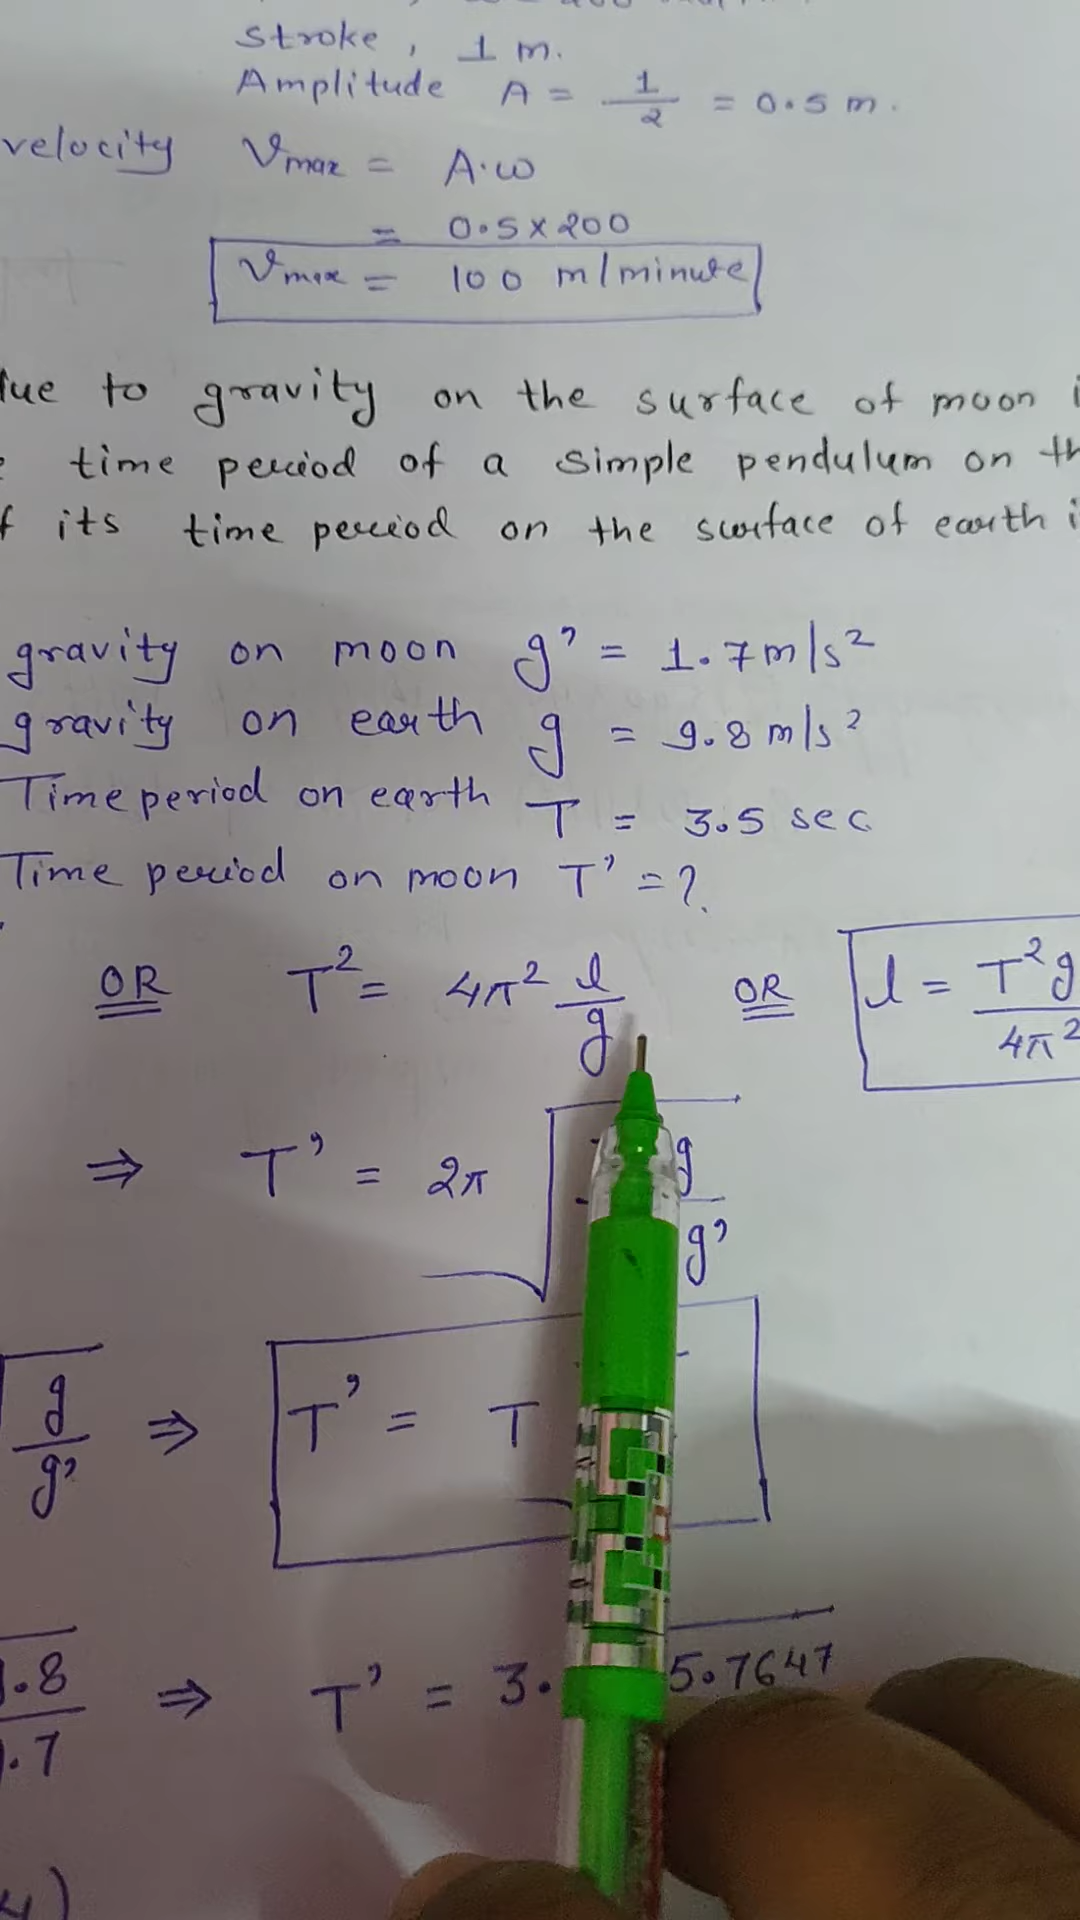 stroke, 1 m.
Amplitude A = 1/2 = 0.5 m.
velocity Vmax = A.ω
= 0.5 × 200
Vmax = 100 m/minute
to gravity on the surface of moon
time period of a simple pendulum on
its time period on the surface of earth
gravity on moon g' = 1.7 m/s²
gravity on earth g = 9.8 m/s²
Time period on earth T = 3.5 sec
Time period on moon T' = ?
OR T² = 4π² l/g OR l = T²g/4π²
⇒ T' = 2π √ g/g'
g/g' ⇒ T' = T
.8/.7 ⇒ T' = 3. 5.7647